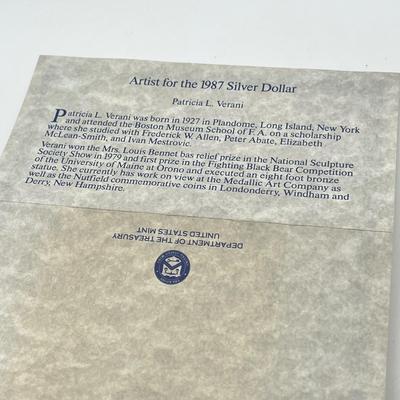 Artist for the 1987 Silver Dollar
Patricia L. Verani
Patricia L. Verani was born in 1927 in Plandome, Long Island, New York
and attended the Boston Museum School of F. A. on a scholarship
where she studied with Frederick W. Allen, Peter Abate, Elizabeth
McLean-Smith, and Ivan Mestrovic.
Verani won the Mrs. Louis Bennet bas relief prize in the National Sculpture
Society Show in 1979 and first prize in the Fighting Black Bear Competition
of the University of Maine at Orono and executed an eight foot bronze
statue. She currently has work on view at the Medallic Art Company as
well as the Nutfield commemorative coins in Londonderry, Windham and
Derry, New Hampshire.
DEPARTMENT OF THE TREASURY
UNITED STATES MINT